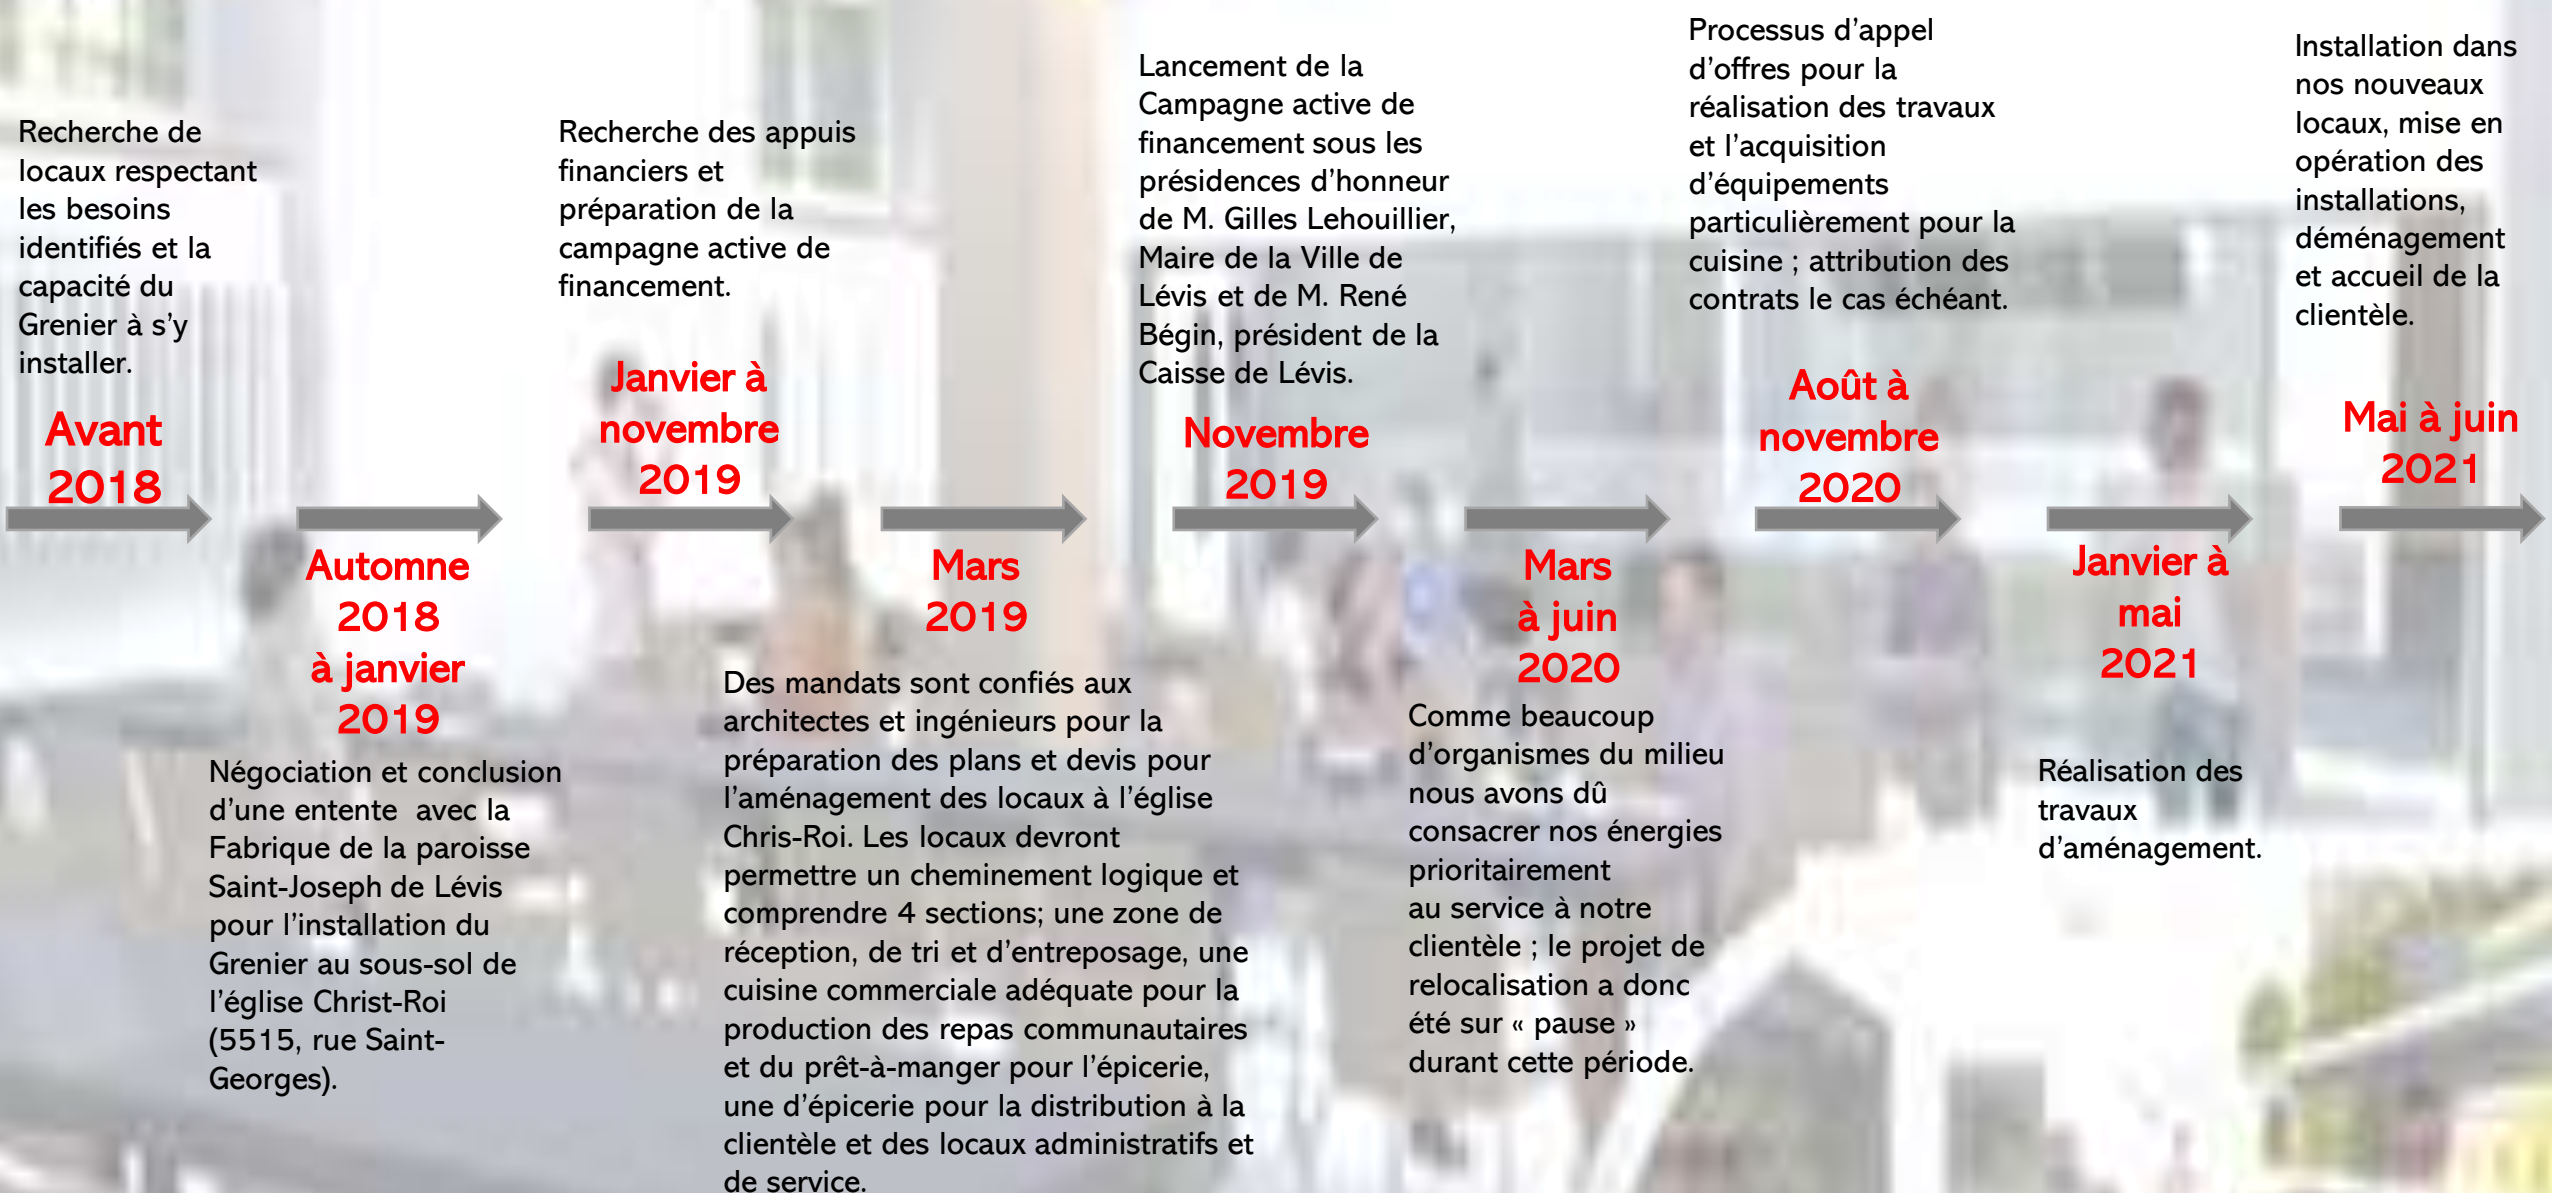 Recherche de
locaux respectant
les besoins
identifiés et la
capacité du
Grenier à s’y
installer.
Avant
2018
Automne
2018
à janvier
2019
Négociation et conclusion
d’une entente  avec la
Fabrique de la paroisse
Saint-Joseph de Lévis
pour l’installation du
Grenier au sous-sol de
l’église Christ-Roi
(5515, rue Saint-
Georges).
Recherche des appuis
financiers et
préparation de la
campagne active de
financement.
Janvier à
novembre
2019
Mars
2019
Des mandats sont confiés aux
architectes et ingénieurs pour la
préparation des plans et devis pour
l’aménagement des locaux à l’église
Chris-Roi. Les locaux devront
permettre un cheminement logique et
comprendre 4 sections; une zone de
réception, de tri et d’entreposage, une
cuisine commerciale adéquate pour la
production des repas communautaires
et du prêt-à-manger pour l’épicerie,
une d’épicerie pour la distribution à la
clientèle et des locaux administratifs et
de service.
Lancement de la
Campagne active de
financement sous les
présidences d’honneur
de M. Gilles Lehouillier,
Maire de la Ville de
Lévis et de M. René
Bégin, président de la
Caisse de Lévis.
Novembre
2019
Mars
à juin
2020
Comme beaucoup
d’organismes du milieu
nous avons dû
consacrer nos énergies
prioritairement
au service à notre
clientèle ; le projet de
relocalisation a donc
été sur « pause »
durant cette période.
Processus d’appel
d’offres pour la
réalisation des travaux
et l’acquisition
d’équipements
particulièrement pour la
cuisine ; attribution des
contrats le cas échéant.
Août à
novembre
2020
Janvier à
mai
2021
Réalisation des
travaux
d’aménagement.
Installation dans
nos nouveaux
locaux, mise en
opération des
installations,
déménagement
et accueil de la
clientèle.
Mai à juin
2021